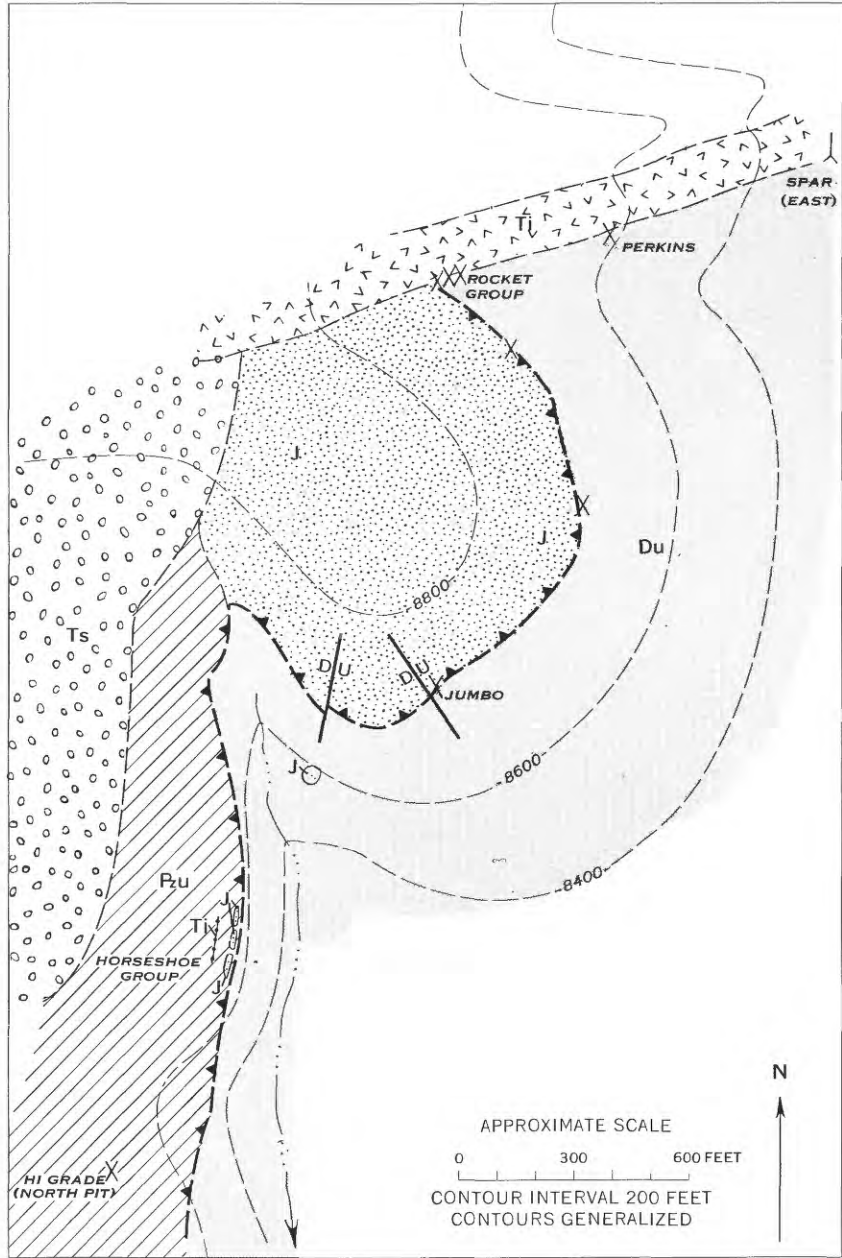 SPAR
(EAST)
Ti
PERKINS
ROCKET
GROUP
J
J
Du
8800
Ts
D U
D U
JUMBO
J
8600
8400
Pzu
J
Ti
HORSESHOE
GROUP
J
N
APPROXIMATE SCALE
0 300 600 FEET
CONTOUR INTERVAL 200 FEET
CONTOURS GENERALIZED
HI GRADE
(NORTH PIT)